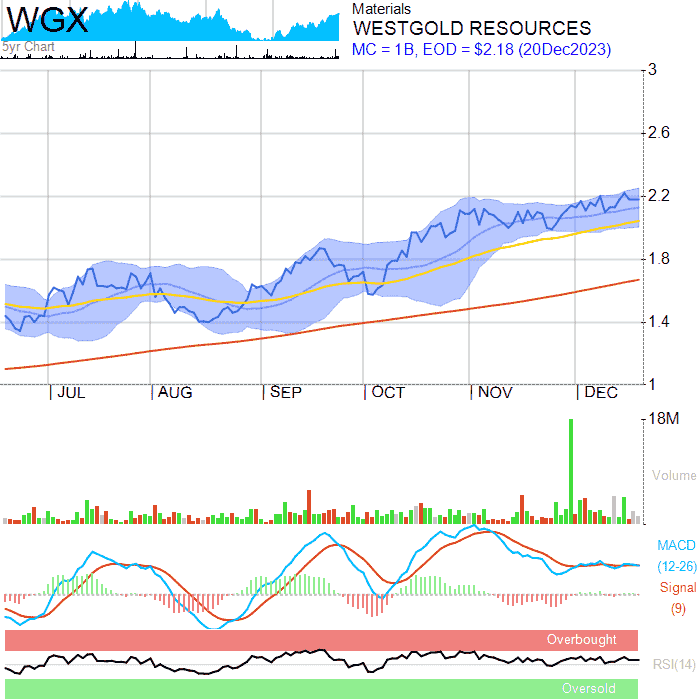 WGX
5yr Chart
Materials
WESTGOLD RESOURCES
MC = 1B, EOD = $2.18 (20Dec2023)
3
2.6
2.2
1.8
1.4
1
JUL AUG SEP OCT NOV DEC
18M
Volume
MACD
(12-26)
Signal
(9)
Overbought
RSI(14)
Oversold